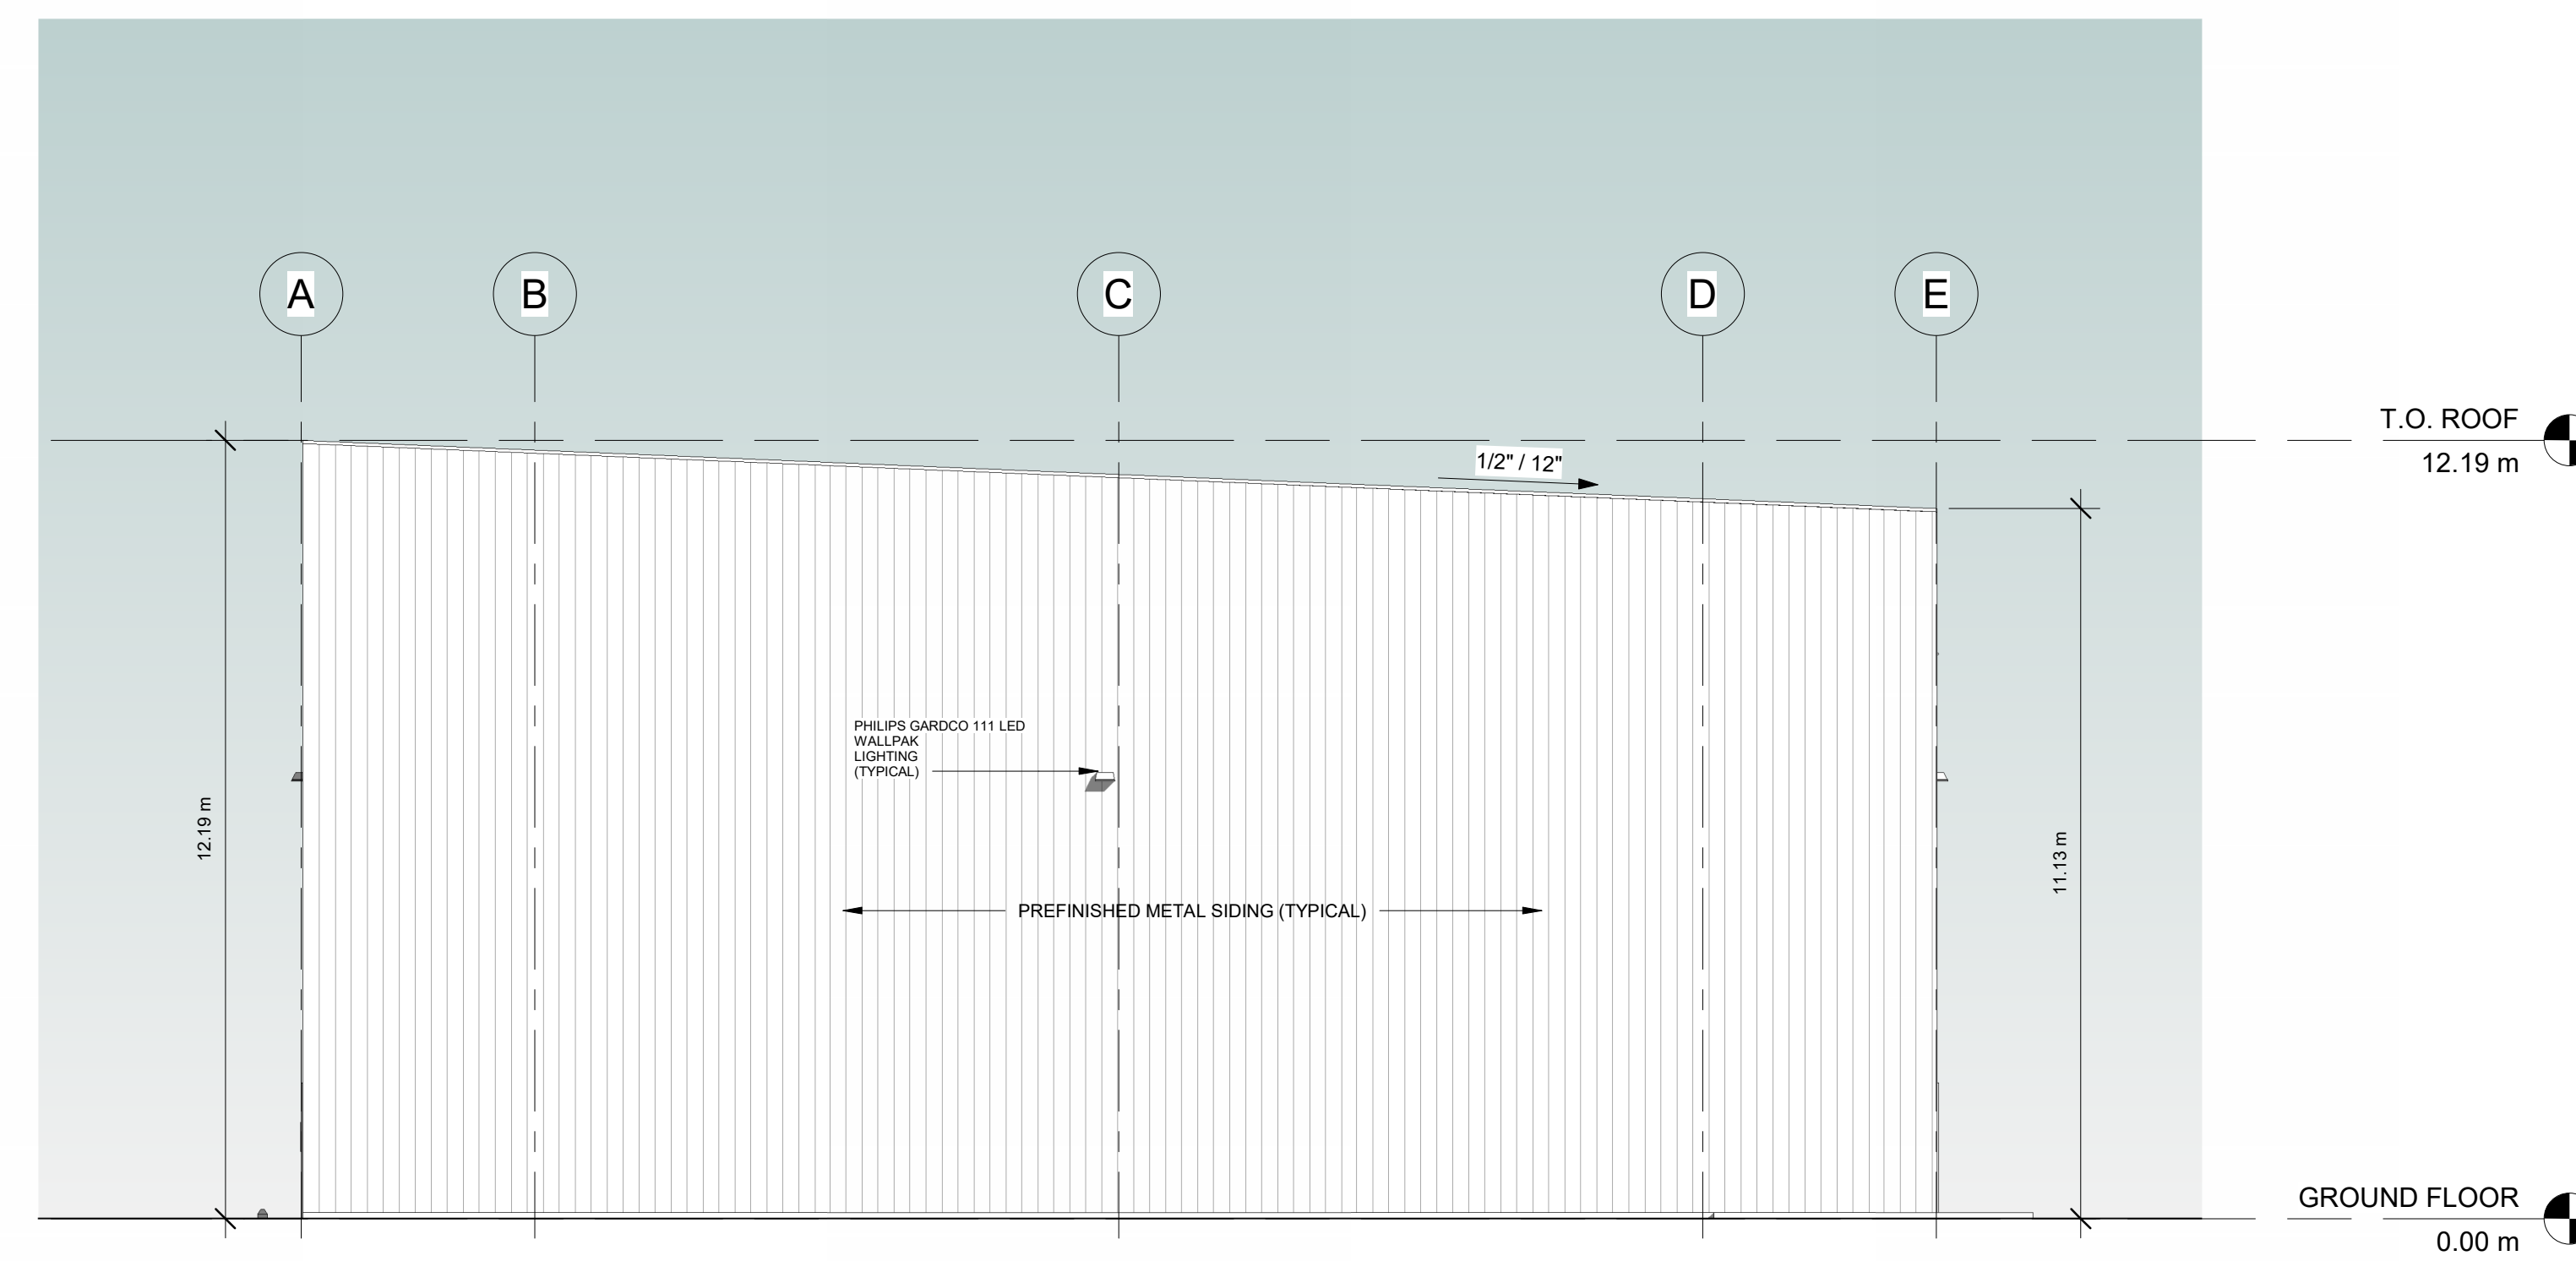 A
B
C
D
E
T.O. ROOF
12.19 m
1/2" / 12"
PHILIPS GARDCO 111 LED
WALLPAK
LIGHTING
(TYPICAL)
12.19 m
11.13 m
PREFINISHED METAL SIDING (TYPICAL)
GROUND FLOOR
0.00 m